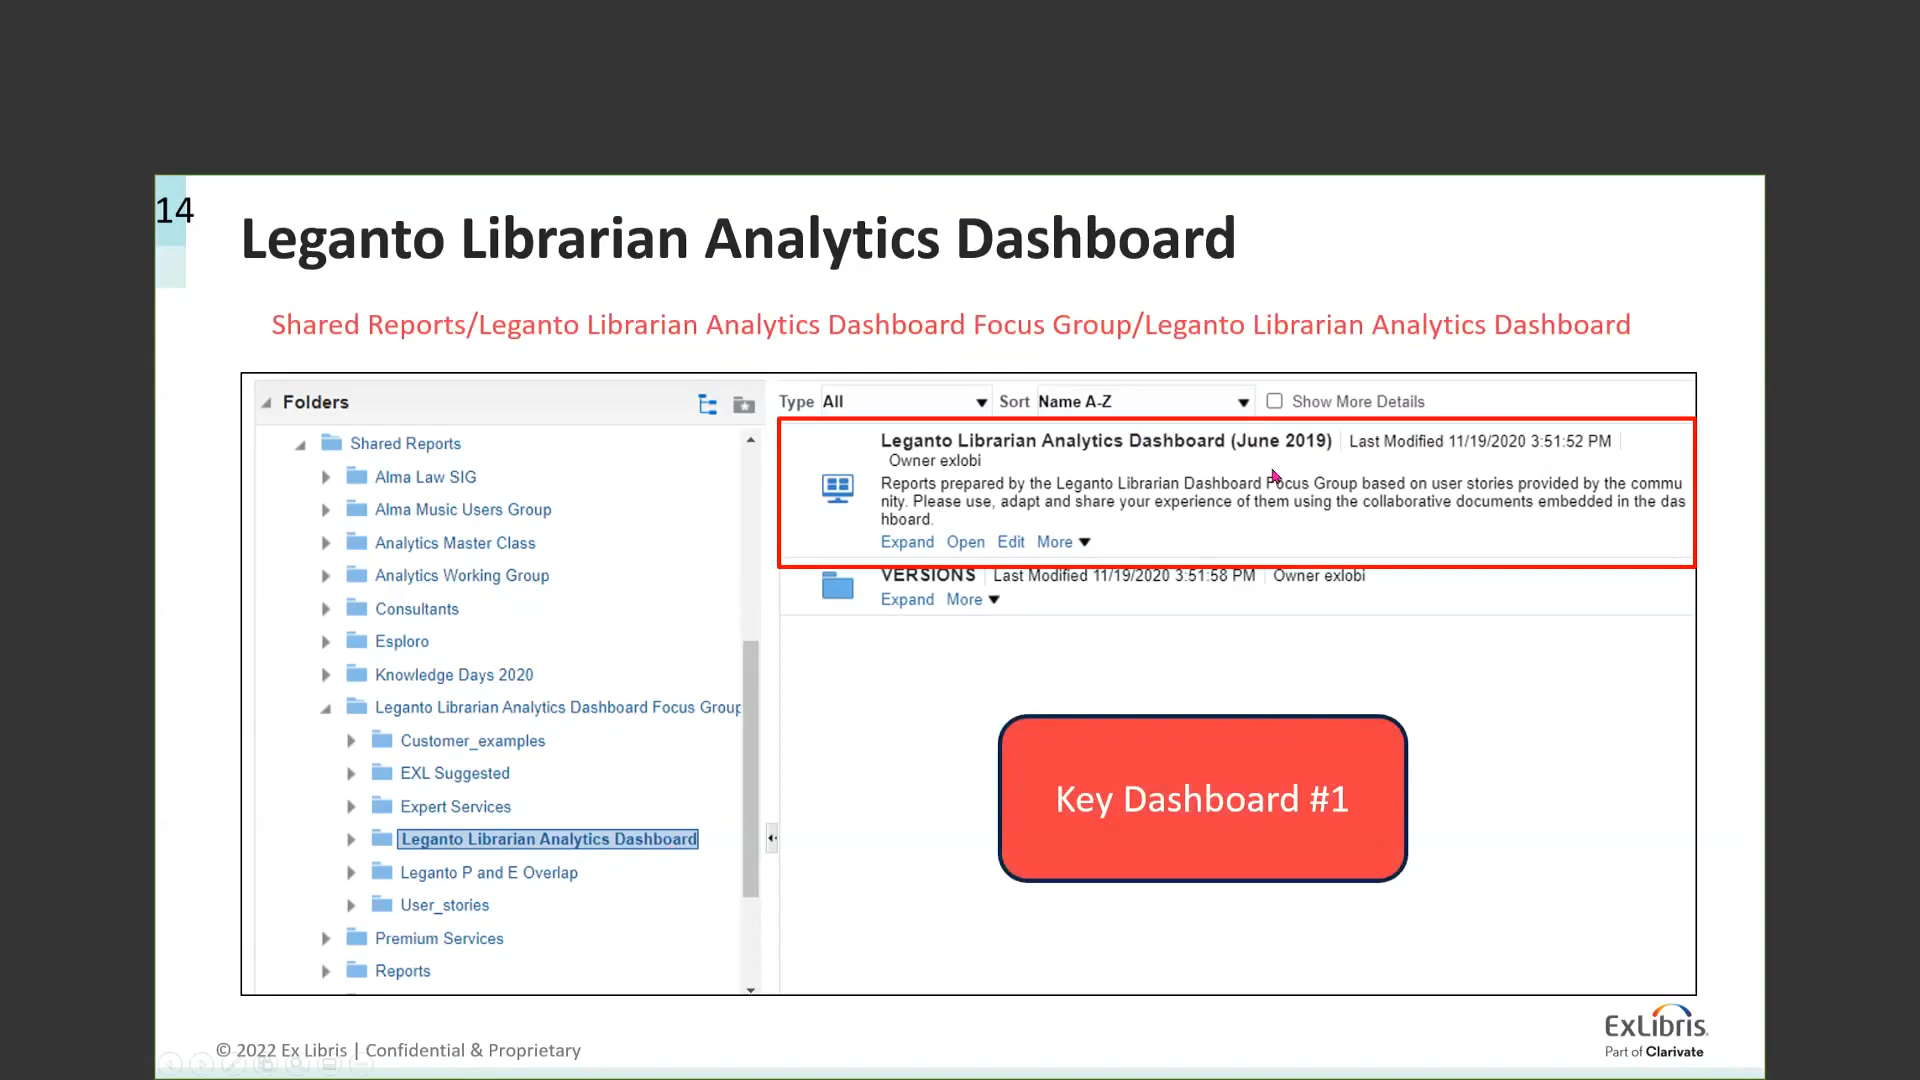 14
Leganto Librarian Analytics Dashboard
Shared Reports/Leganto Librarian Analytics Dashboard Focus Group/Leganto Librarian Analytics Dashboard
Folders
Shared Reports
Alma Law SIG
Alma Music Users Group
Analytics Master Class
Analytics Working Group
Consultants
Esploro
Knowledge Days 2020
Leganto Librarian Analytics Dashboard Focus Group
Customer_examples
EXL Suggested
Expert Services
Leganto Librarian Analytics Dashboard
Leganto P and E Overlap
User_stories
Premium Services
Reports
Type All Sort Name A-Z Show More Details
Leganto Librarian Analytics Dashboard (June 2019) Last Modified 11/19/2020 3:51:52 PM
Owner exlobi
Reports prepared by the Leganto Librarian Dashboard Focus Group based on user stories provided by the commu
nity. Please use, adapt and share your experience of them using the collaborative documents embedded in the das
hboard.
Expand Open Edit More
VERSIONS Last Modified 11/19/2020 3:51:58 PM Owner exlobi
Expand More
Key Dashboard #1
© 2022 Ex Libris | Confidential & Proprietary
ExLibris
Part of Clarivate